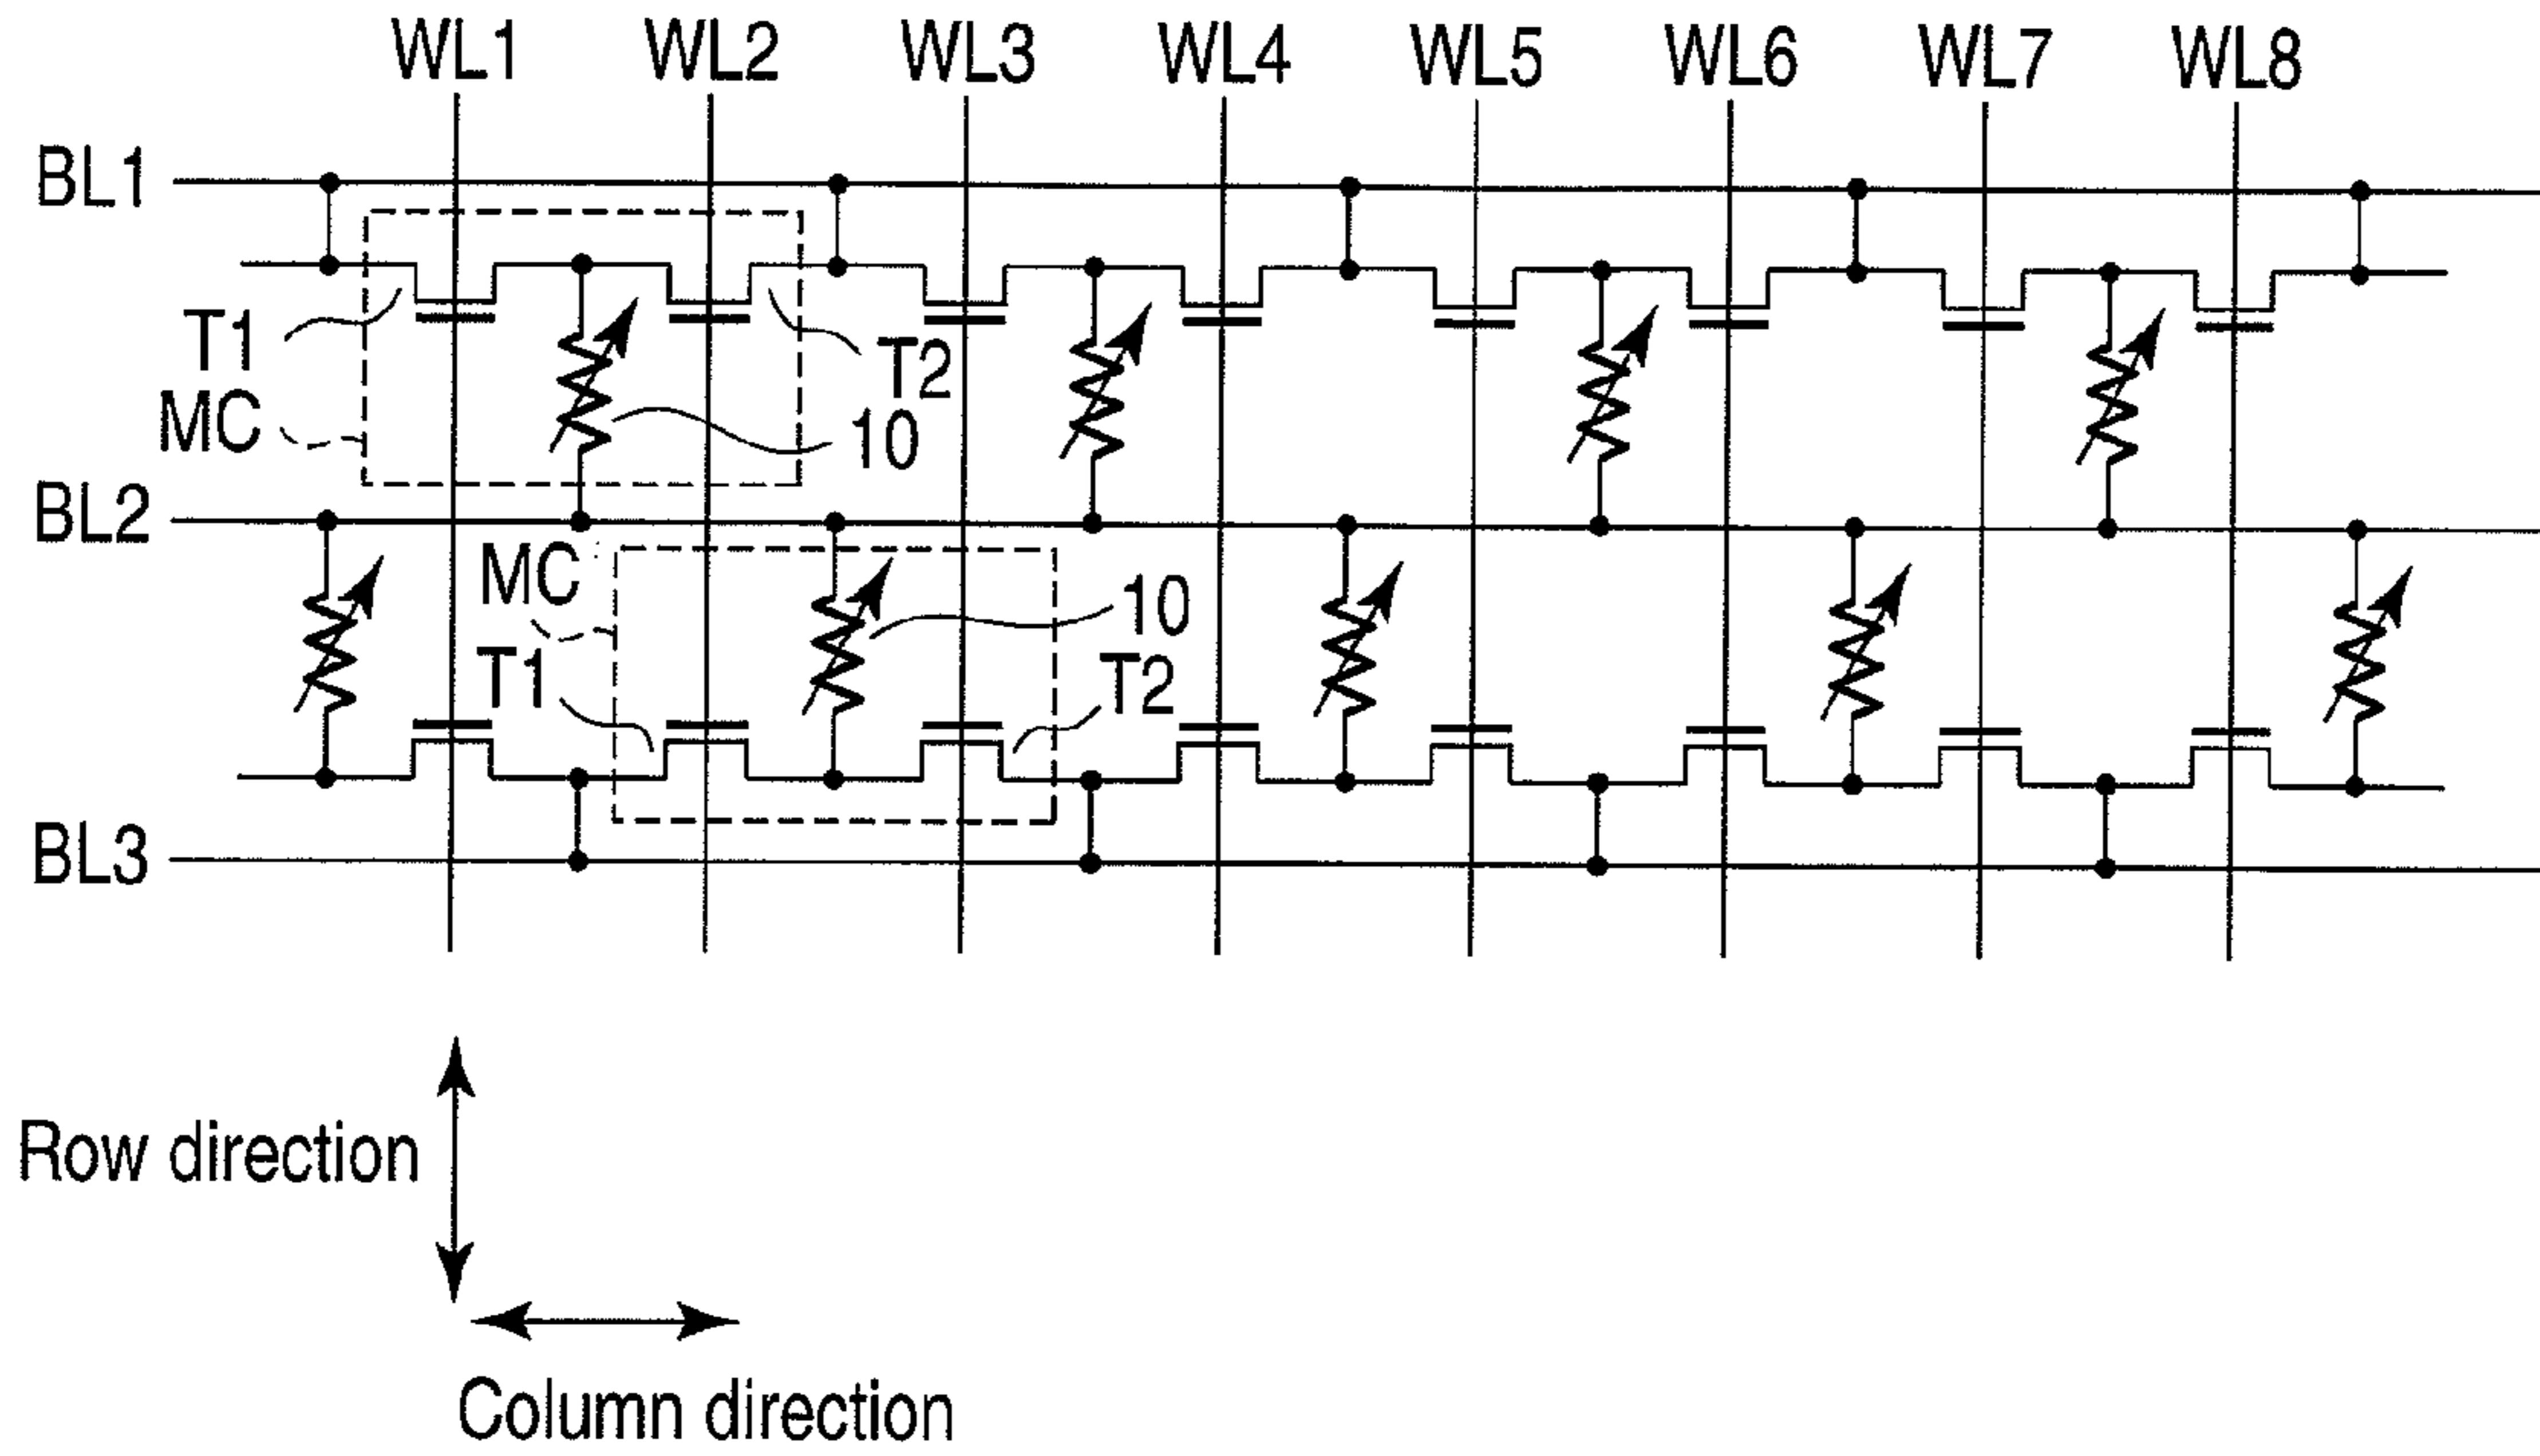 WL1 WL2 WL3 WL4 WL5 WL6 WL7 WL8
BL1
T1
T2
MC
10
BL2
MC
10
T1
T2
BL3
Row direction
Column direction